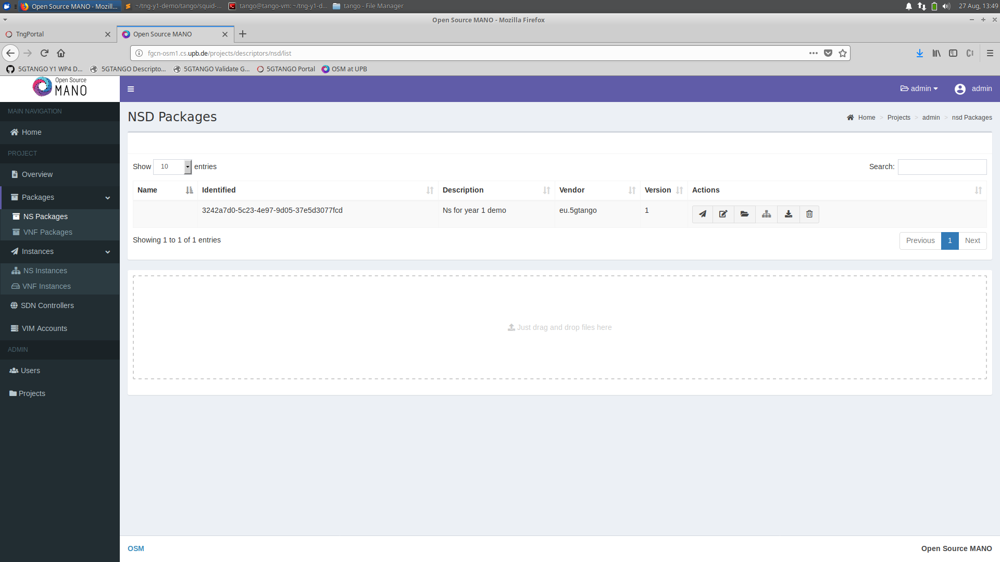 Open Source MANO - Mozill...
~/tng-y1-demo/tango/squid-...
tango@tango-vm: ~/tng-y1-d...
tango - File Manager
27 Aug, 13:49
Open Source MANO - Mozilla Firefox
TngPortal
Open Source MANO
fgcn-osm1.cs.upb.de/projects/descriptors/nsd/list
5GTANGO Y1 WP4 D...
5GTANGO Descripto...
5GTANGO Validate G...
5GTANGO Portal
OSM at UPB
Open Source
MANO
admin
admin
MAIN NAVIGATION
Home
PROJECT
Overview
Packages
NS Packages
VNF Packages
Instances
NS Instances
VNF Instances
SDN Controllers
VIM Accounts
ADMIN
Users
Projects
NSD Packages
Home > Projects > admin > nsd Packages
Show 10 entries
Search:
Name Identified Description Vendor Version Actions
3242a7d0-5c23-4e97-9d05-37e5d3077fcd Ns for year 1 demo eu.5gtango 1
Showing 1 to 1 of 1 entries
Previous 1 Next
Just drag and drop files here
OSM
Open Source MANO